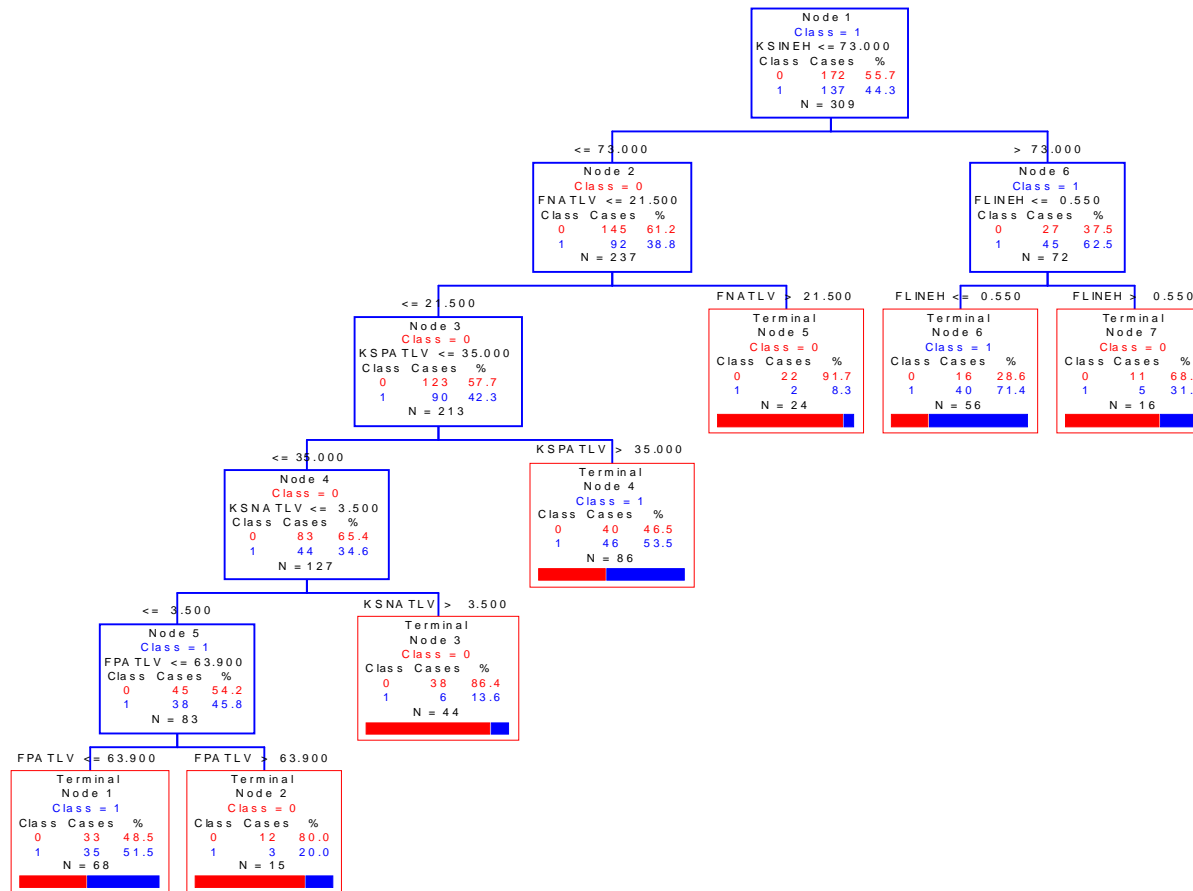 Node 1
Class = 1
KSINEH <= 73.000
Class Cases %
0 172 55.7
1 137 44.3
N = 309
<= 73.000
> 73.000
Node 2
Class = 0
FNATLV <= 21.500
Class Cases %
0 145 61.2
1 92 38.8
N = 237
Node 6
Class = 1
FLINEH <= 0.550
Class Cases %
0 27 37.5
1 45 62.5
N = 72
<= 21.500
FNATLV > 21.500
FLINEH <= 0.550
FLINEH > 0.550
Node 3
Class = 0
KSPATLV <= 35.000
Class Cases %
0 123 57.7
1 90 42.3
N = 213
Terminal
Node 5
Class = 0
Class Cases %
0 22 91.7
1 2 8.3
N = 24
Terminal
Node 6
Class = 1
Class Cases %
0 16 28.6
1 40 71.4
N = 56
Terminal
Node 7
Class = 0
Class Cases %
0 11 68.
1 5 31.
N = 16
<= 35.000
KSPATLV > 35.000
Node 4
Class = 0
KSNATLV <= 3.500
Class Cases %
0 83 65.4
1 44 34.6
N = 127
Terminal
Node 4
Class = 1
Class Cases %
0 40 46.5
1 46 53.5
N = 86
<= 3.500
KSNATLV > 3.500
Node 5
Class = 1
FPATLV <= 63.900
Class Cases %
0 45 54.2
1 38 45.8
N = 83
Terminal
Node 3
Class = 0
Class Cases %
0 38 86.4
1 6 13.6
N = 44
FPATLV <= 63.900
FPATLV > 63.900
Terminal
Node 1
Class = 1
Class Cases %
0 33 48.5
1 35 51.5
N = 68
Terminal
Node 2
Class = 0
Class Cases %
0 12 80.0
1 3 20.0
N = 15